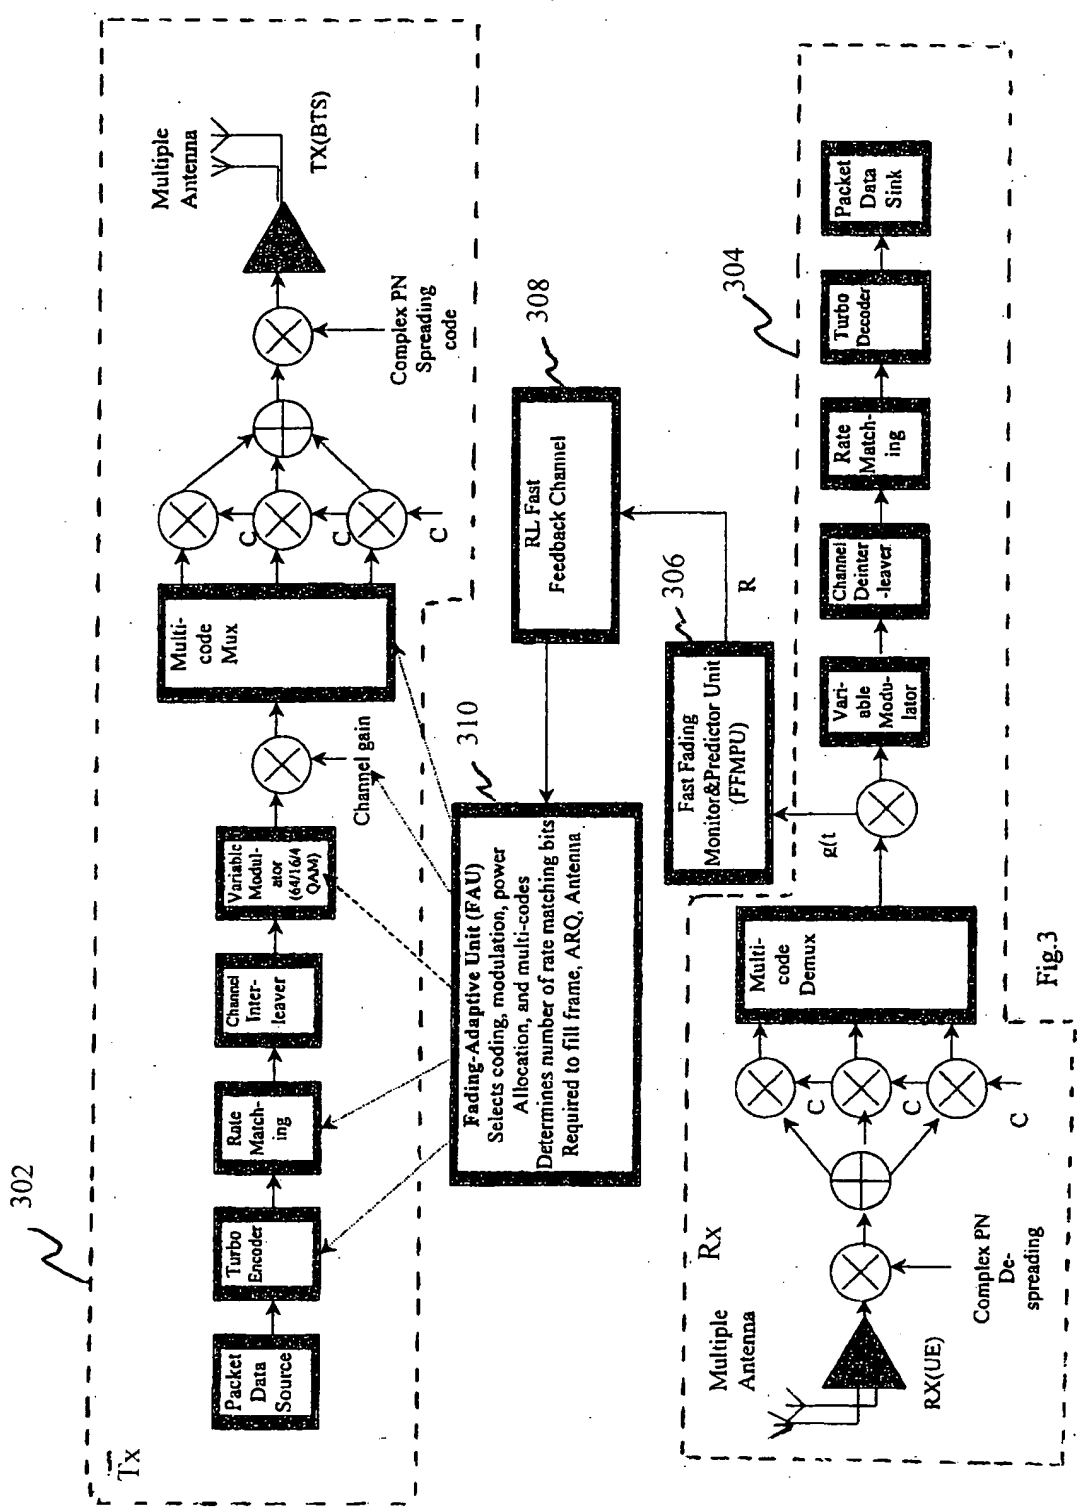 302
Tx
Packet
Data
Source
Turbo
Encoder
Rate
Match-
ing
Channel
Inter-
leaver
Variable
Modul-
ator
(64/16/4
QAM)
Channel gain
Multi-
code
Mux
C
C
C
Complex PN
Spreading
code
Multiple
Antenna
TX(BTS)
310
Fading-Adaptive Unit (FAU)
Selects coding, modulation, power
Allocation, and multi-codes
Determines number of rate matching bits
Required to fill frame, ARQ, Antenna
308
RL Fast
Feedback Channel
306
Fast Fading
Monitor&Predictor Unit
(FFMPU)
R
g(t
304
Rx
Multiple
Antenna
RX(UE)
Complex PN
De-
spreading
C
C
C
Multi-
code
Demux
Vari-
able
Modu-
lator
Channel
Deinter
-leaver
Rate
Match-
ing
Turbo
Decoder
Packet
Data
Sink
Fig.3